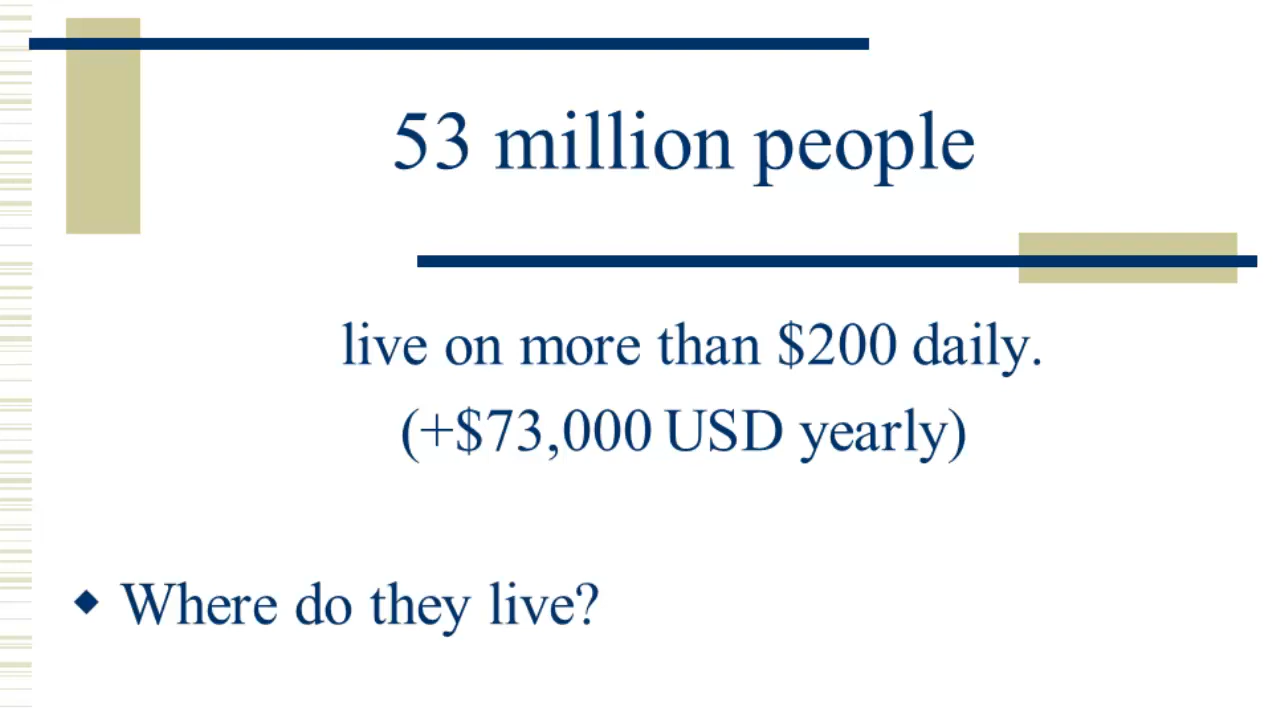 53 million people
live on more than $200 daily.
(+$73,000 USD yearly)
◆ Where do they live?